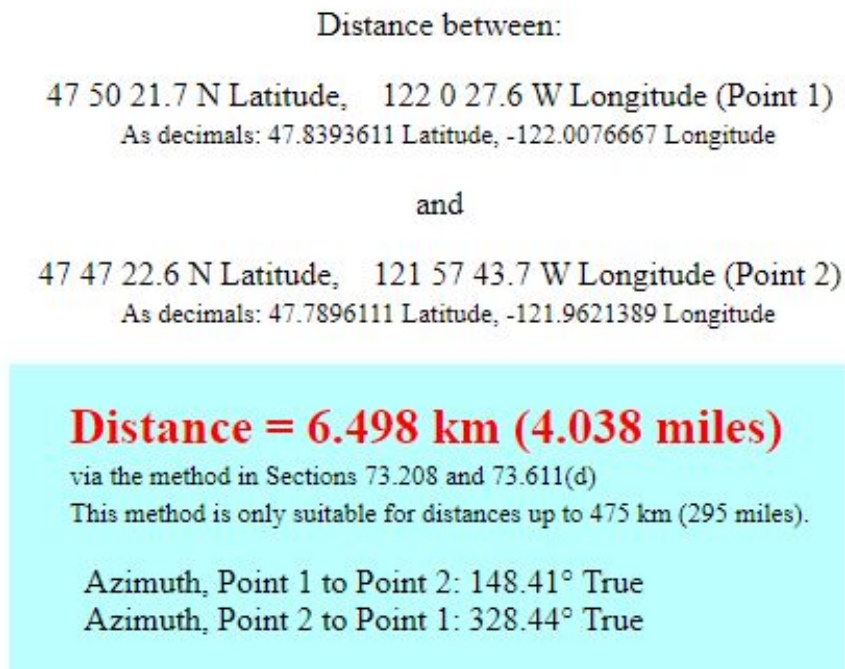 Distance between:
47 50 21.7 N Latitude, 122 0 27.6 W Longitude (Point 1)
As decimals: 47.8393611 Latitude, -122.0076667 Longitude
and
47 47 22.6 N Latitude, 121 57 43.7 W Longitude (Point 2)
As decimals: 47.7896111 Latitude, -121.9621389 Longitude
Distance = 6.498 km (4.038 miles)
via the method in Sections 73.208 and 73.611(d)
This method is only suitable for distances up to 475 km (295 miles).
Azimuth, Point 1 to Point 2: 148.41° True
Azimuth, Point 2 to Point 1: 328.44° True